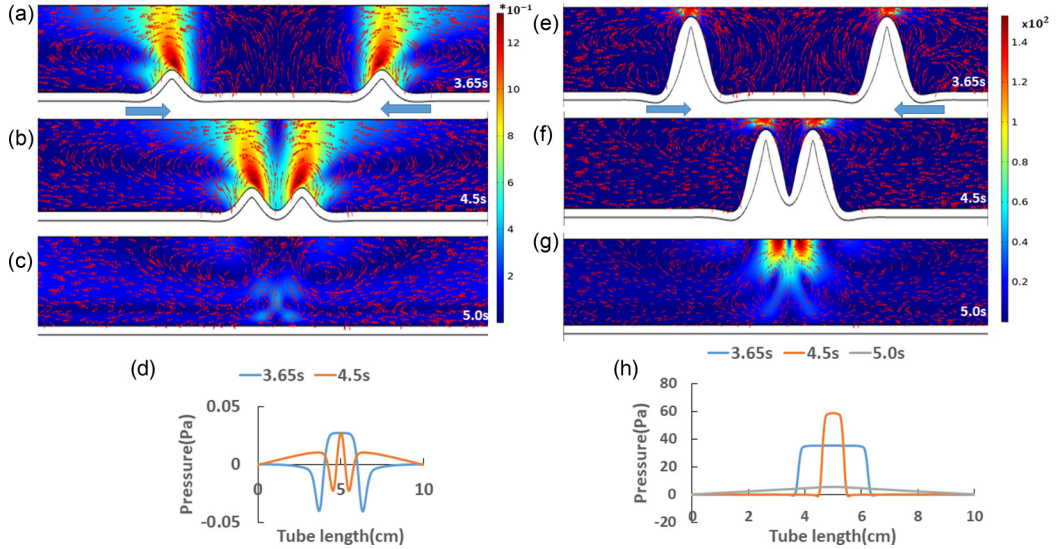 (a)
*10⁻¹
12
10
8
6
4
2
3.65s
(b)
4.5s
(c)
5.0s
(d)
3.65s 4.5s
Pressure(Pa)
0.05
0
-0.05
0 5 10
Tube length(cm)
(e)
x10²
1.4
1.2
1
0.8
0.6
0.4
0.2
3.65s
(f)
4.5s
(g)
5.0s
(h)
3.65s 4.5s 5.0s
Pressure(Pa)
80
60
40
20
0
-20
0 2 4 6 8 10
Tube length(cm)